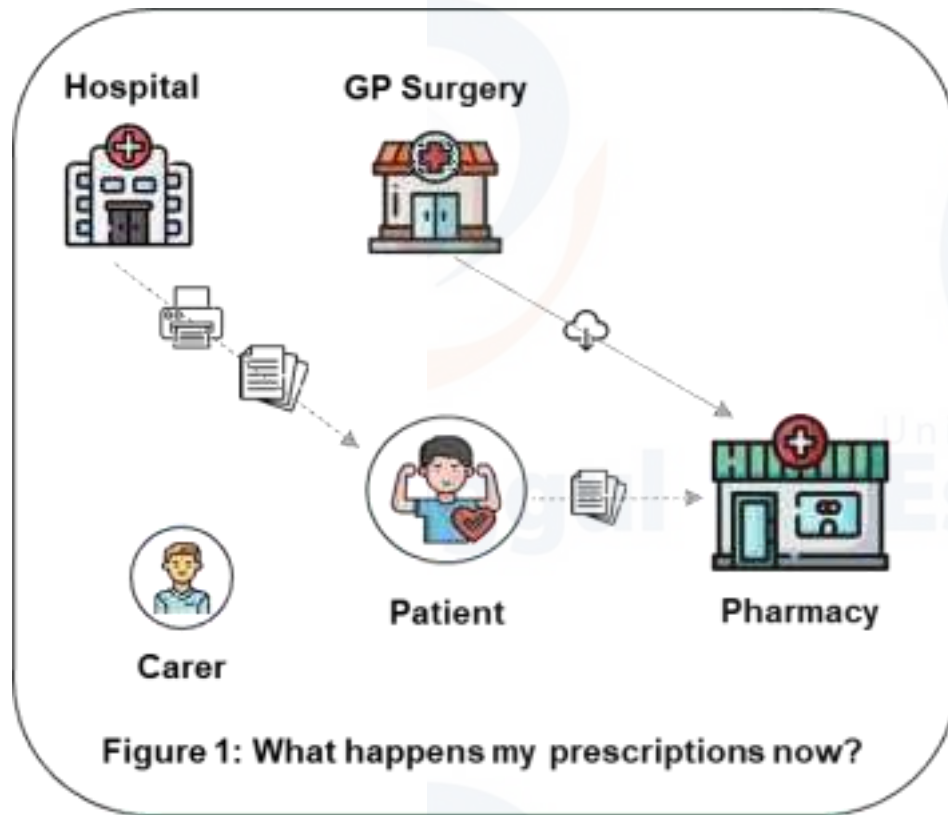 Hospital
GP Surgery
Patient
Pharmacy
Carer
Figure 1: What happens my prescriptions now?